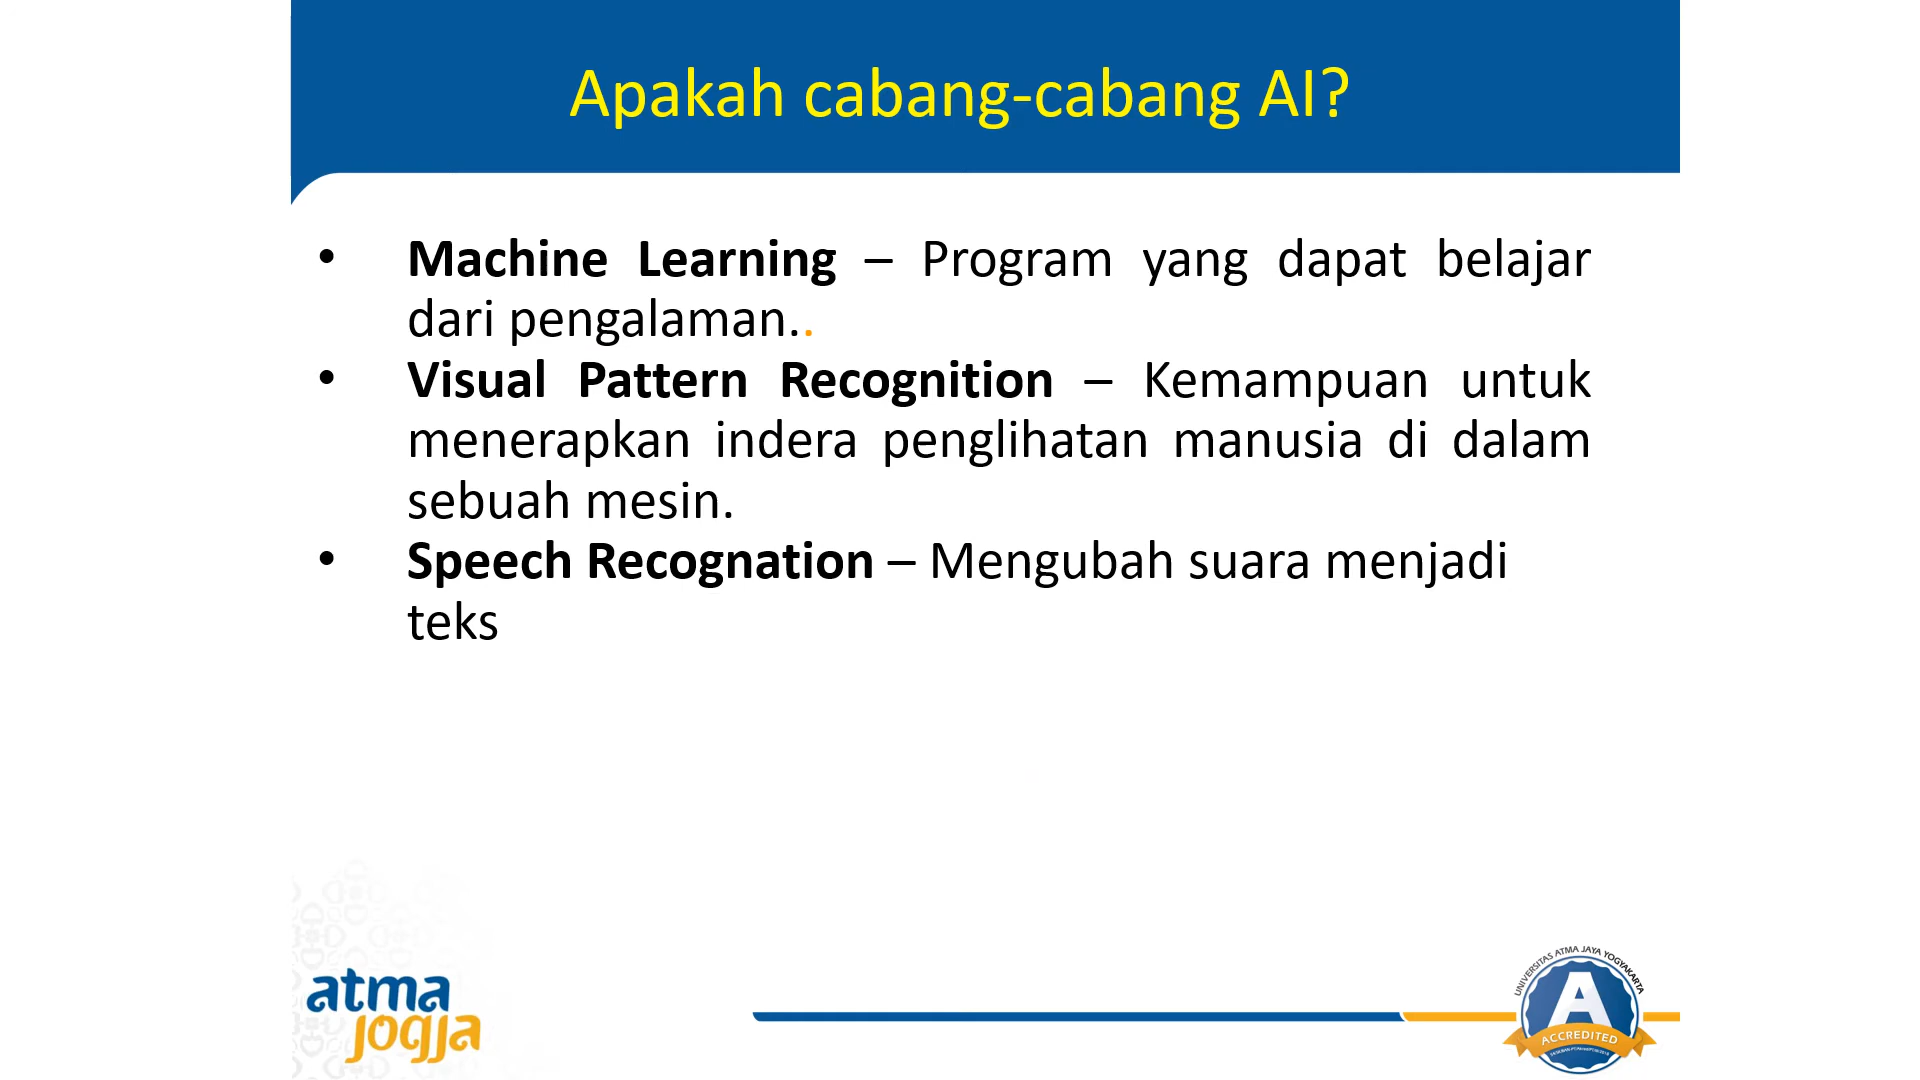 Apakah cabang-cabang AI?
• Machine Learning – Program yang dapat belajar
dari pengalaman..
• Visual Pattern Recognition – Kemampuan untuk
menerapkan indera penglihatan manusia di dalam
sebuah mesin.
• Speech Recognation – Mengubah suara menjadi
teks
atma
jogja
UNIVERSITAS ATMA JAYA YOGYAKARTA
A
ACCREDITED